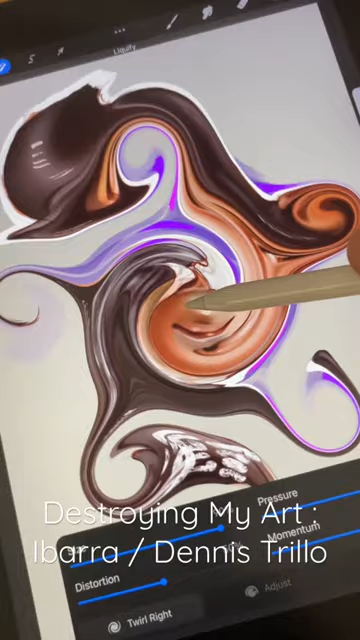 Liquify
Destroying My Art :
Ibarra / Dennis Trillo
Pressure
Momentum
Distortion
Adjust
Twirl Right